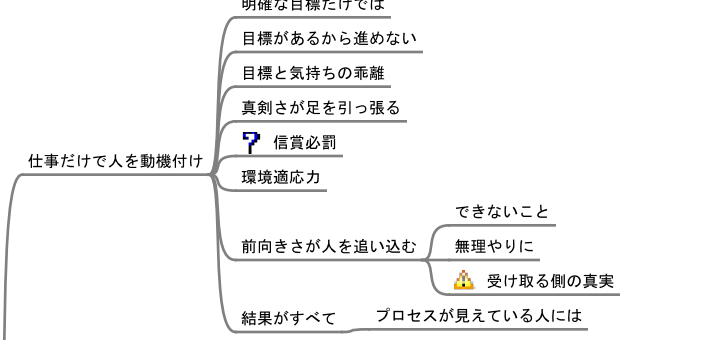 明確な目標だけでは
目標があるから進めない
目標と気持ちの乖離
真剣さが足を引っ張る
信賞必罰
仕事だけで人を動機付け
環境適応力
できないこと
前向きさが人を追い込む
無理やりに
受け取る側の真実
結果がすべて
プロセスが見えている人には